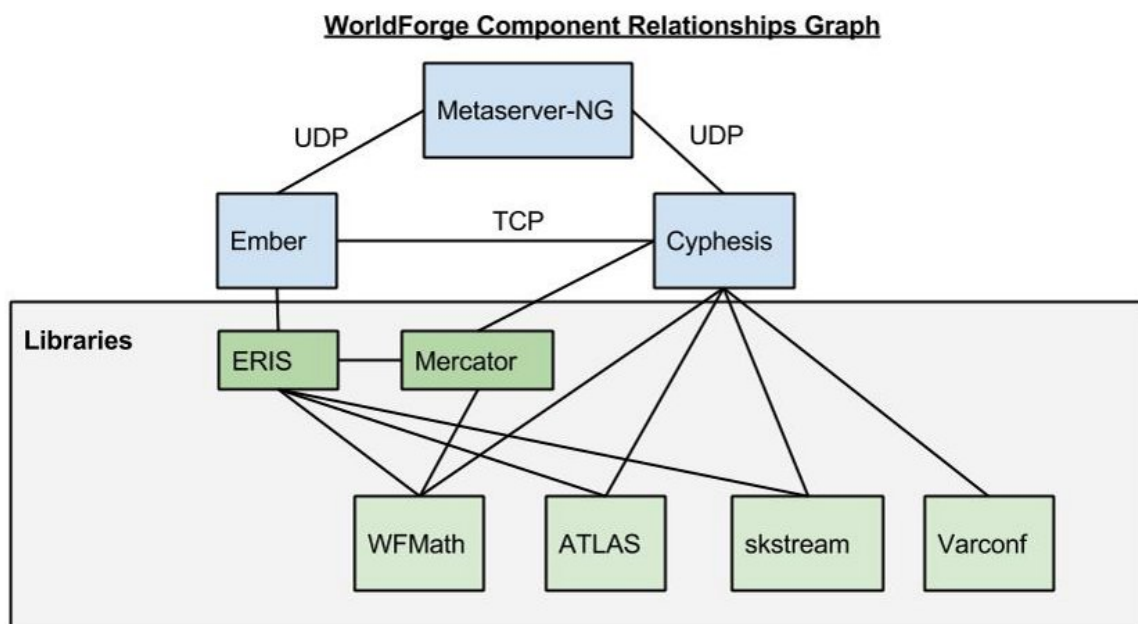 WorldForge Component Relationships Graph
Metaserver-NG
UDP
UDP
Ember
TCP
Cyphesis
Libraries
ERIS
Mercator
WFMath
ATLAS
skstream
Varconf